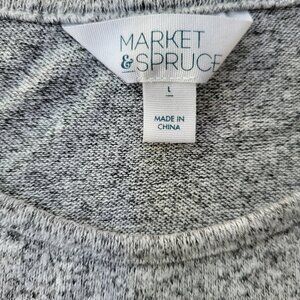 MARKET
&SPRUCE
L
MADE IN
CHINA